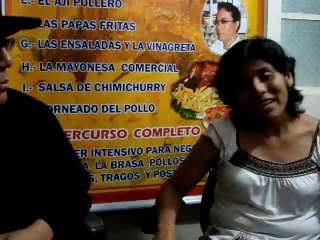 E.- EL AJI POLLERO
LAS PAPAS FRITAS
G.- LAS ENSALADAS Y LA VINAGRETA
H.- LA MAYONESA COMERCIAL
I.- SALSA DE CHIMICHURRY
ORNEADO DEL POLLO
ERCURSO COMPLETO
ER INTENSIVO PARA NEG
A LA BRASA ,POLLOS
S, TRAGOS Y POST